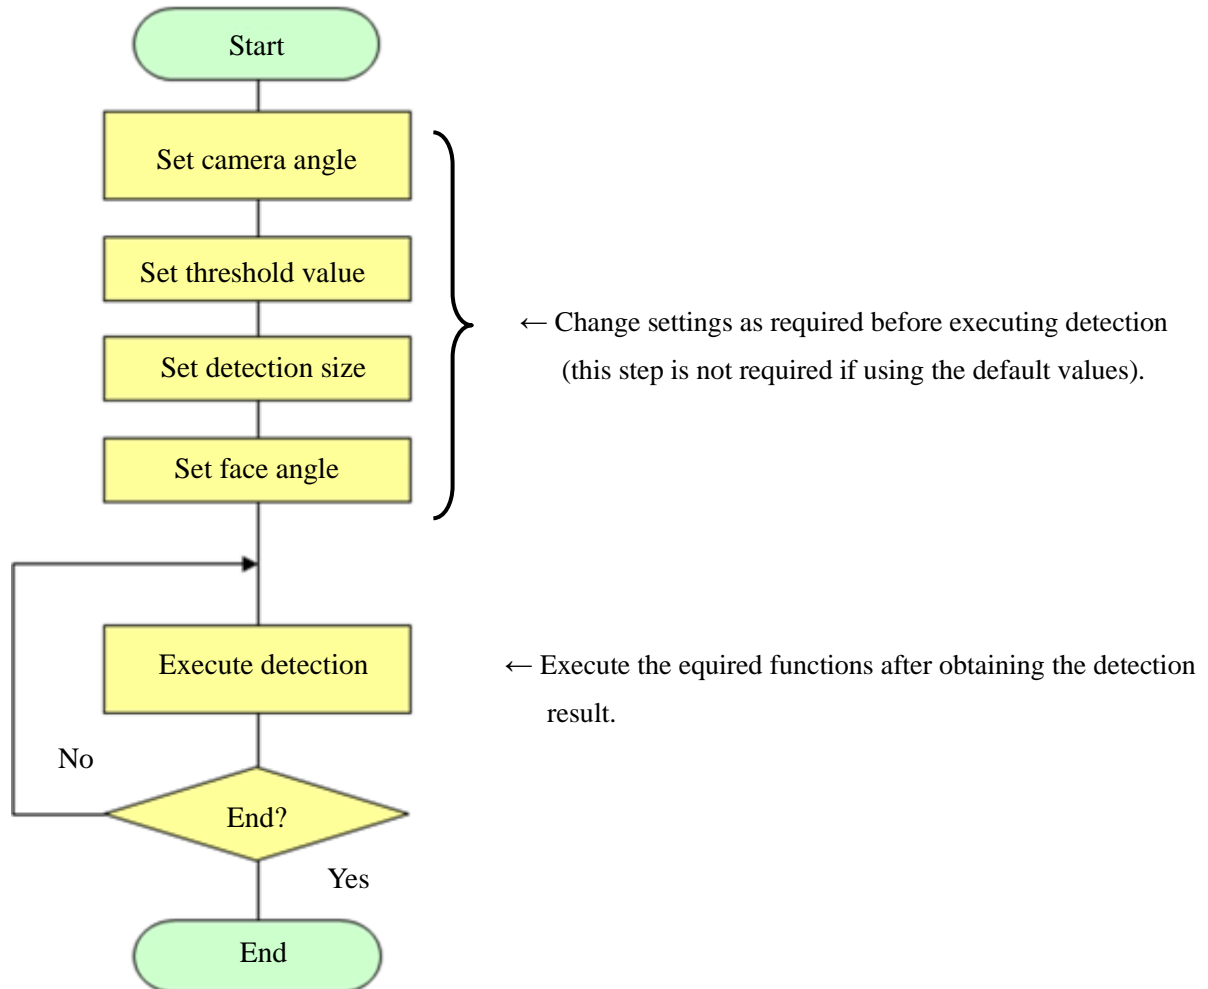 Start
Set camera angle
Set threshold value
Set detection size
Set face angle
← Change settings as required before executing detection
(this step is not required if using the default values).
Execute detection
← Execute the equired functions after obtaining the detection
result.
No
End?
Yes
End